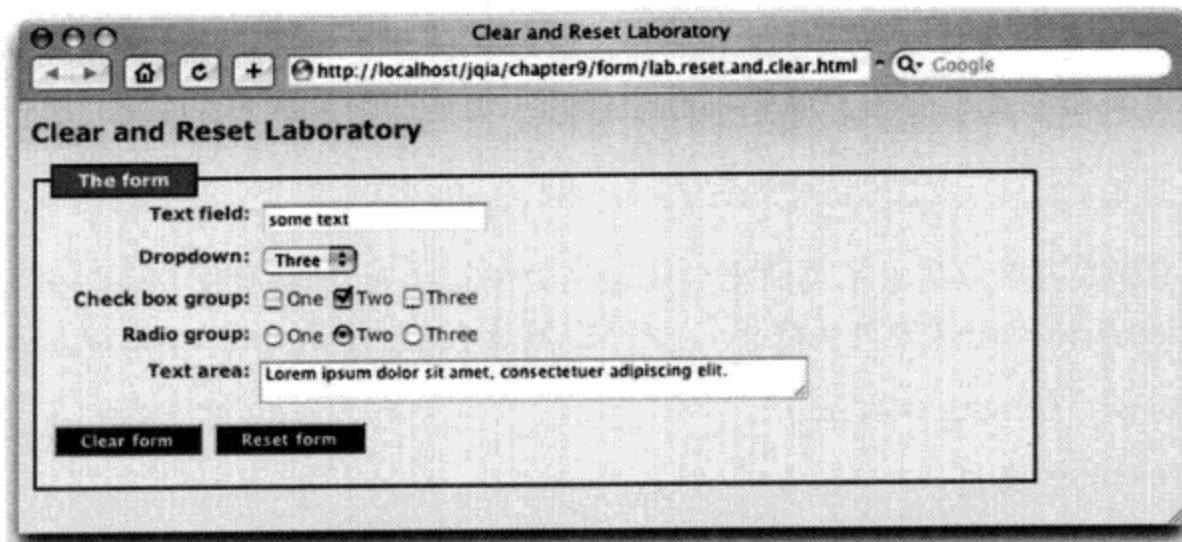 Clear and Reset Laboratory
http://localhost/jqia/chapter9/form/lab.reset.and.clear.html
Google
Clear and Reset Laboratory
The form
Text field: some text
Dropdown: Three
Check box group: One Two Three
Radio group: One Two Three
Text area: Lorem ipsum dolor sit amet, consectetuer adipiscing elit.
Clear form Reset form